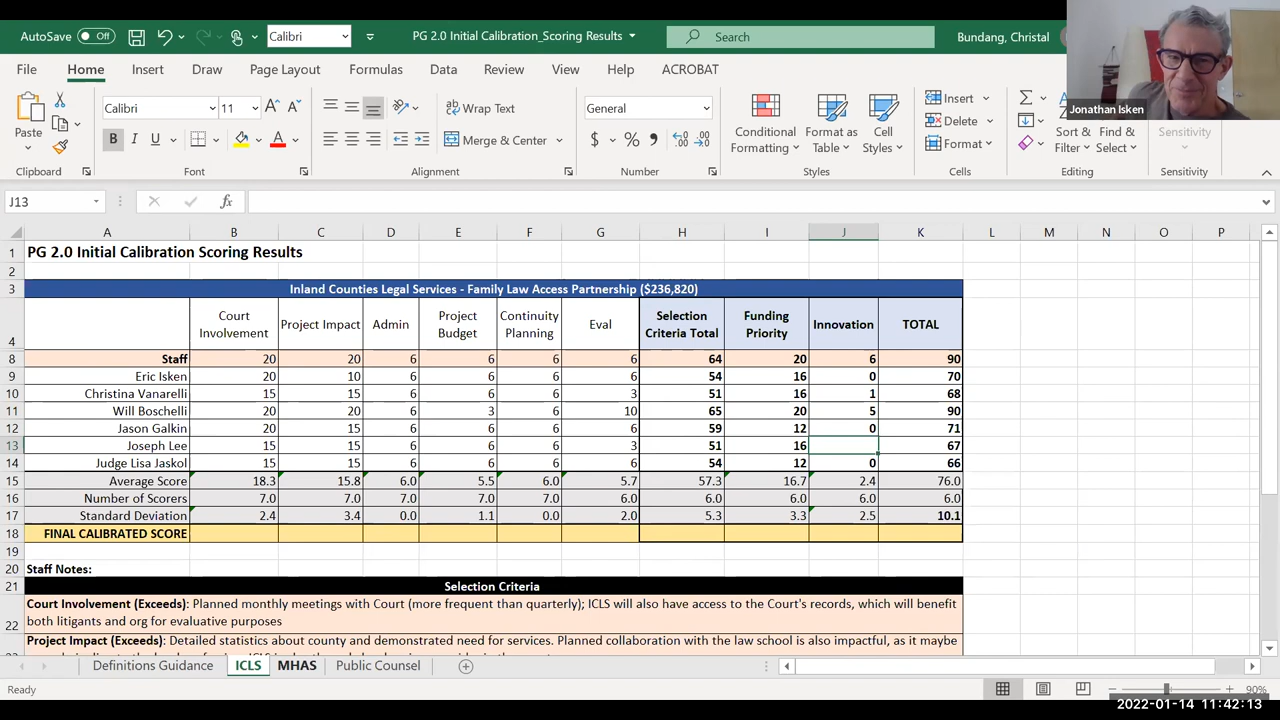 AutoSave Off Calibri PG 2.0 Initial Calibration_Scoring Results Search Bundang, Christal
File Home Insert Draw Page Layout Formulas Data Review View Help ACROBAT
Jonathan Isken
Paste Calibri 11 A A Wrap Text General Conditional Formatting Format as Table Cell Styles Insert Delete Format Sort & Filter Find & Select Sensitivity
B I U A Merge & Center $ %
Clipboard Font Alignment Number Styles Cells Editing Sensitivity
J13 fx
A B C D E F G H I J K L M N O P
1 PG 2.0 Initial Calibration Scoring Results
2
3 Inland Counties Legal Services - Family Law Access Partnership ($236,820)
4 Court Involvement Project Impact Admin Project Budget Continuity Planning Eval Selection Criteria Total Funding Priority Innovation TOTAL
8 Staff 20 20 6 6 6 6 64 20 6 90
9 Eric Isken 20 10 6 6 6 6 54 16 0 70
10 Christina Vanarelli 15 15 6 6 6 3 51 16 1 68
11 Will Boschelli 20 20 6 3 6 10 65 20 5 90
12 Jason Galkin 20 15 6 6 6 6 59 12 0 71
13 Joseph Lee 15 15 6 6 6 3 51 16 67
14 Judge Lisa Jaskol 15 15 6 6 6 6 54 12 0 66
15 Average Score 18.3 15.8 6.0 5.5 6.0 5.7 57.3 16.7 2.4 76.0
16 Number of Scorers 7.0 7.0 7.0 7.0 7.0 6.0 6.0 6.0 6.0 6.0
17 Standard Deviation 2.4 3.4 0.0 1.1 0.0 2.0 5.3 3.3 2.5 10.1
18 FINAL CALIBRATED SCORE
19
20 Staff Notes:
21 Selection Criteria
22 Court Involvement (Exceeds): Planned monthly meetings with Court (more frequent than quarterly); ICLS will also have access to the Court's records, which will benefit
both litigants and org for evaluative purposes
Project Impact (Exceeds): Detailed statistics about county and demonstrated need for services. Planned collaboration with the law school is also impactful, as it maybe
Definitions Guidance ICLS MHAS Public Counsel
Ready 90%
2022-01-14 11:42:13